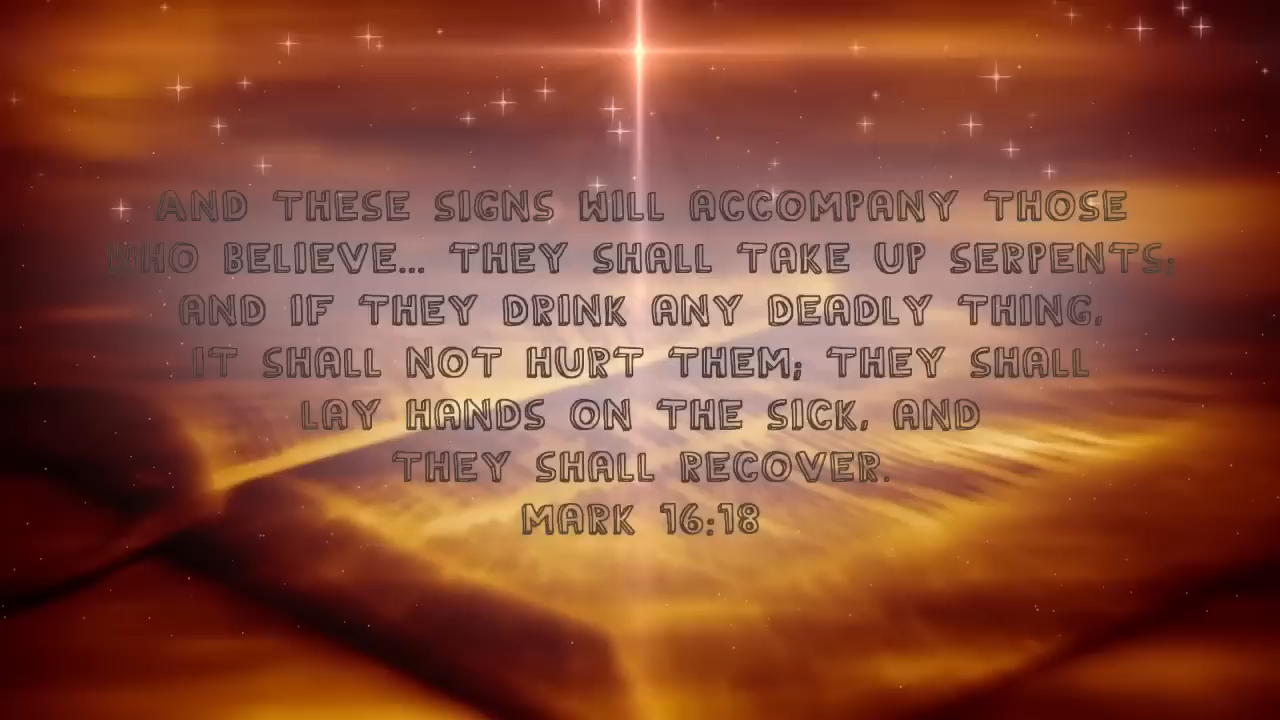 AND THESE SIGNS WILL ACCOMPANY THOSE
WHO BELIEVE... THEY SHALL TAKE UP SERPENTS;
AND IF THEY DRINK ANY DEADLY THING,
IT SHALL NOT HURT THEM; THEY SHALL
LAY HANDS ON THE SICK, AND
THEY SHALL RECOVER.
MARK 16:18